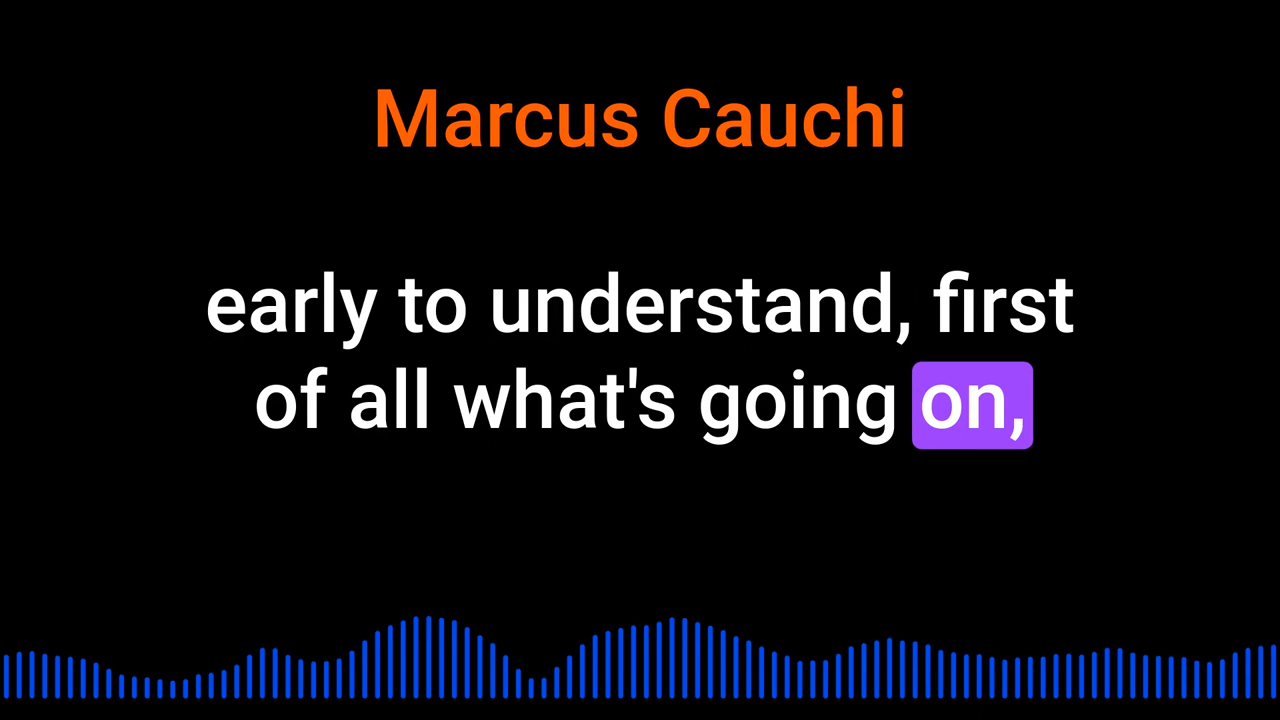 Marcus Cauchi
early to understand, first
of all what's going on,